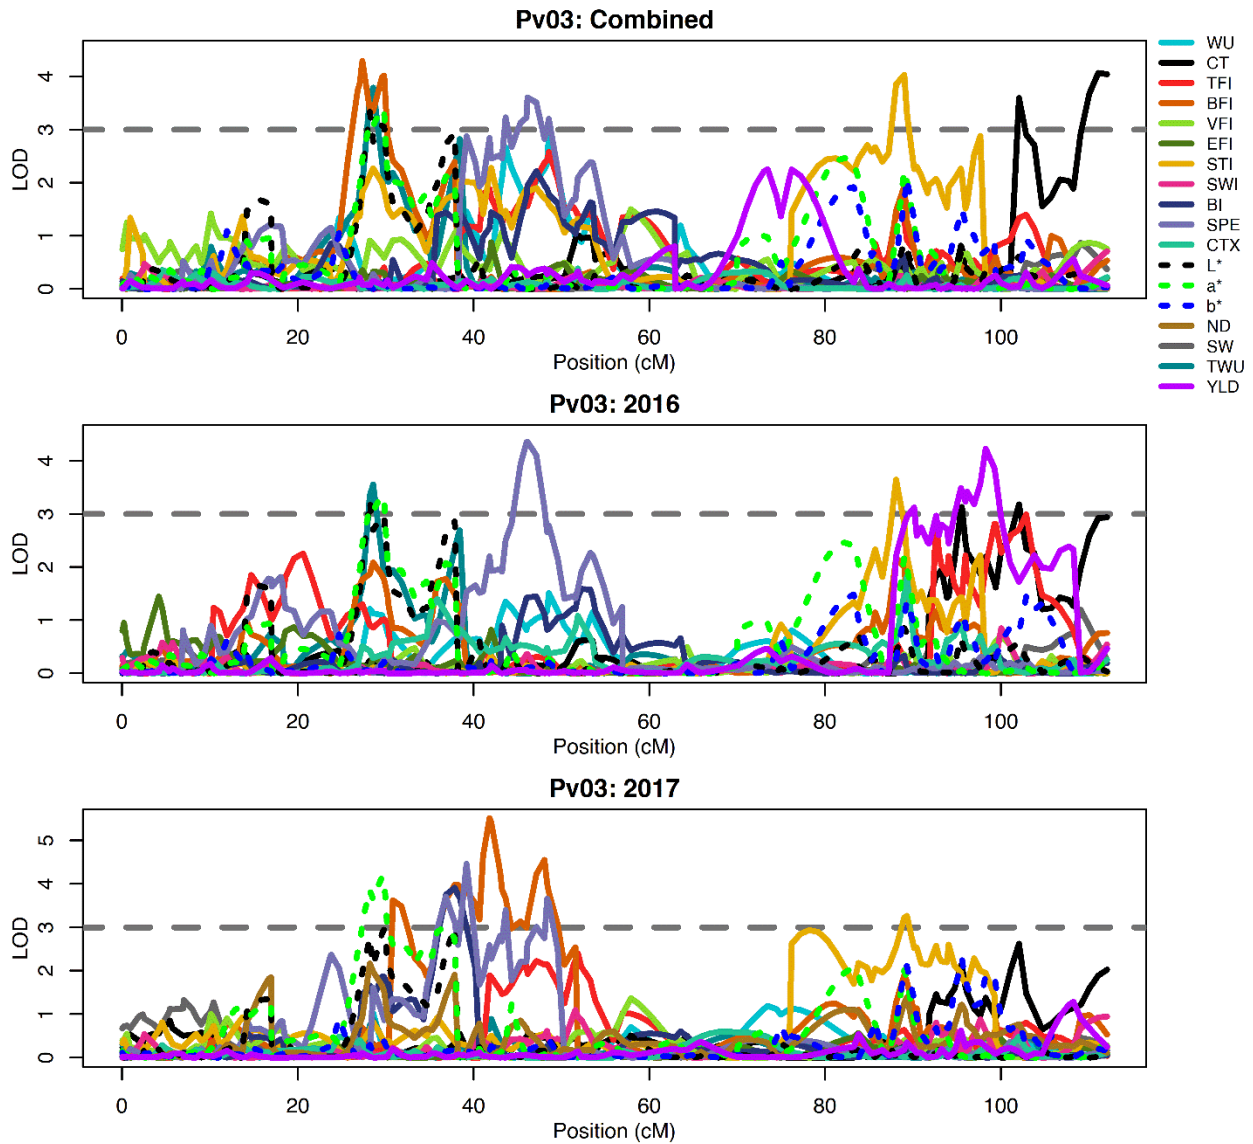 Pv03: Combined
LOD
4
3
2
1
0
0 20 40 60 80 100
Position (cM)
WU
CT
TFI
BFI
VFI
EFI
STI
SWI
BI
SPE
CTX
L*
a*
b*
ND
SW
TWU
YLD
Pv03: 2016
LOD
4
3
2
1
0
0 20 40 60 80 100
Position (cM)
Pv03: 2017
LOD
5
4
3
2
1
0
0 20 40 60 80 100
Position (cM)